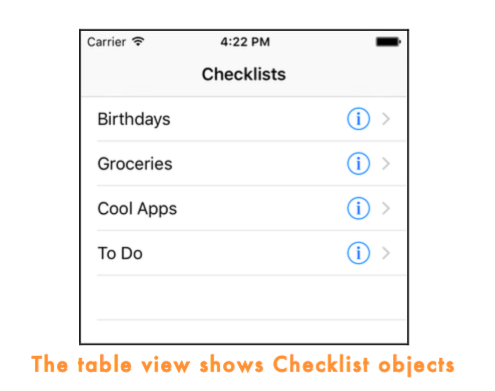 Carrier 4:22 PM
Checklists
Birthdays
Groceries
Cool Apps
To Do
The table view shows Checklist objects